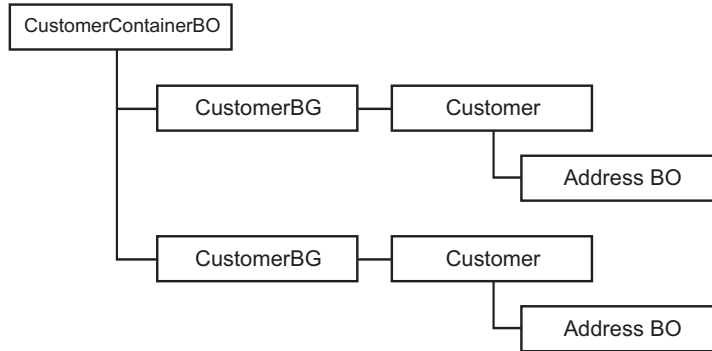 CustomerContainerBO
CustomerBG
Customer
Address BO
CustomerBG
Customer
Address BO